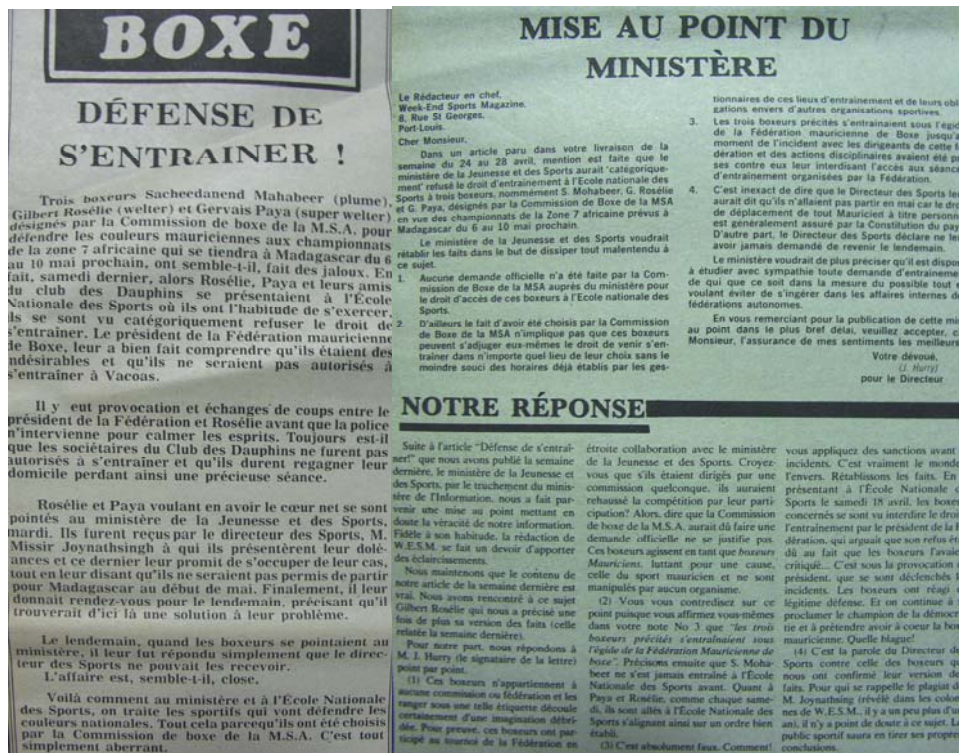 BOXE
DÉFENSE DE
S'ENTRAINER !
Trois boxeurs Sacheedanend Mahabeer (plume),
Gilbert Rosélie (welter) et Gervais Paya (super welter)
désignés par la Commission de boxe de la M.S.A. pour
défendre les couleurs mauriciennes aux championnats
de la zone 7 africaine qui se tiendra à Madagascar du 6
au 10 mai prochain, ont semble-t-il, fait des jaloux. En
fait, samedi dernier, alors Rosélie, Paya et leurs amis
du club des Dauphins se présentaient à l'École
Nationale des Sports où ils ont l'habitude de s'exercer,
ils se sont vu catégoriquement refuser le droit de
s'entraîner. Le président de la Fédération mauricienne
de Boxe, leur a bien fait comprendre qu'ils étaient des
indésirables et qu'ils ne seraient pas autorisés à
s'entraîner à Vacoas.
Il y eut provocation et échanges de coups entre le
président de la Fédération et Rosélie avant que la police
n'intervienne pour calmer les esprits. Toujours est-il
que les sociétaires du Club des Dauphins ne furent pas
autorisés à s'entraîner et qu'ils durent regagner leur
domicile perdant ainsi une précieuse séance.
Rosélie et Paya voulant en avoir le cœur net se sont
pointés au ministère de la Jeunesse et des Sports,
mardi. Ils furent reçus par le directeur des Sports, M.
Missir Joynathsingh à qui ils présentèrent leur dolé-
ances et ce dernier leur promit de s'occuper de leur cas,
tout en leur disant qu'ils ne seraient pas permis de partir
pour Madagascar au début de mai. Finalement, il leur
donnait rendez-vous pour le lendemain, précisant qu'il
trouverait d'ici là une solution à leur problème.
Le lendemain, quand les boxeurs se pointaient au
ministère, il leur fut répondu simplement que le direc-
teur des Sports ne pouvait les recevoir.
L'affaire est, semble-t-il, close.
Voilà comment au ministère et à l'École Nationale
des Sports, on traite les sportifs qui vont défendre les
couleurs nationales. Tout cela parcequ'ils ont été choisis
par la Commission de boxe de la M.S.A. C'est tout
simplement aberrant.
MISE AU POINT DU
MINISTÈRE
Le Rédacteur en chef,
Week-End Sports Magazine,
8, Rue St Georges,
Port-Louis.
Cher Monsieur,
Dans un article paru dans votre livraison de la
semaine du 24 au 28 avril, mention est faite que le
ministère de la Jeunesse et des Sports aurait 'catégorique-
ment' refusé le droit d'entraînement à l'École nationale des
Sports à trois boxeurs, nommément S. Mohabeer, G. Rosélie
et G. Paya, désignés par la Commission de Boxe de la MSA
en vue des championnats de la Zone 7 africaine prévus à
Madagascar du 6 au 10 mai prochain.
Le ministère de la Jeunesse et des Sports voudrait
rétablir les faits dans le but de dissiper tout malentendu à
ce sujet.
1. Aucune demande officielle n'a été faite par la Com-
mission de Boxe de la MSA auprès du ministère pour
le droit d'accès de ces boxeurs à l'Ecole nationale des
Sports.
2. D'ailleurs le fait d'avoir été choisis par la Commission
de Boxe de la MSA n'implique pas que ces boxeurs
peuvent s'adjuger eux-mêmes le droit de venir s'en-
traîner dans n'importe quel lieu de leur choix sans le
moindre souci des horaires déjà établis par les ges-
tionnaires de ces lieux d'entraînement et de leurs obli-
gations envers d'autres organisations sportives.
3. Les trois boxeurs précités s'entraînaient sous l'égid
de la Fédération mauricienne de Boxe jusqu'a
moment de l'incident avec les dirigeants de cette f
dération et des actions disciplinaires avaient été pr
ses contre eux leur interdisant l'accès aux séance
d'entraînement organisées par la Fédération.
4. C'est inexact de dire que le Directeur des Sports leu
aurait dit qu'ils n'allaient pas partir en mai car le dro
de déplacement de tout Mauricied à titre personn
est généralement assuré par la Constitution du pay
D'autre part, le Directeur des Sports déclare ne leu
avoir jamais demandé de revenir le lendemain.
Le ministère voudrait de plus préciser qu'il est dispos
à étudier avec sympathie toute demande d'entraînemen
de qui que ce soit dans la mesure du possible tout e
voulant éviter de s'ingérer dans les affaires internes de
fédérations autonomes.
En vous remerciant pour la publication de cette mis
au point dans le plus bref délai, veuillez accepter, c
Monsieur, l'assurance de mes sentiments les meilleurs
Votre dévoué,
(J. Hurry)
pour le Directeur
NOTRE RÉPONSE
Suite à l'article "Défense de s'entraî-
ner!" que nous avons publié la semaine
dernière, le ministère de la Jeunesse et
des Sports, par le truchement du minis-
tère de l'Information, nous a fait par-
venir une mise au point mettant en
doute la véracité de notre information.
Fidèle à son habitude, la rédaction de
W.E.S.M. se fait un devoir d'apporter
des éclaircissements.
Nous maintenons que le contenu de
notre article de la semaine dernière est
vrai. Nous avons rencontré à ce sujet
Gilbert Rosélie qui nous a précisé une
fois de plus sa version des faits (celle
relatée la semaine dernière).
Pour notre part, nous répondons à
M. J. Hurry (le signataire de la lettre)
point par point.
(1) Ces boxeurs n'appartiennent à
aucune commission ou fédération et les
ranger sous une telle étiquette découle
certainement d'une imagination débri-
dée. Pour preuve, ces boxeurs ont par-
ticipé au tournoi de la Fédération en
étroite collaboration avec le ministère
de la Jeunesse et des Sports. Croyez-
vous que s'ils étaient dirigés par une
commission quelconque, ils auraient
rehaussé la compétition par leur parti-
cipation? Alors, dire que la Commission
de boxe de la M.S.A. aurait dû faire une
demande officielle ne se justifie pas.
Ces boxeurs agissent en tant que boxeurs
Mauriciens, luttant pour une cause,
celle du sport mauricien et ne sont
manipulés par aucun organisme.
(2) Vous vous contredisez sur ce
point puisque vous affirmez vous-mêmes
dans votre note No 3 que "les trois
boxeurs précités s'entraînaient sous
l'égide de la Fédération Mauricienne de
boxe". Précisons ensuite que S. Moha-
beer ne s'est jamais entraîné à l'École
Nationale des Sports avant. Quant à
Paya et Rosélie, comme chaque same-
di, ils sont allés à l'École Nationale des
Sports s'alignant ainsi sur un ordre bien
établi.
(3) C'est absolument faux. Comment!
vous appliquez des sanctions avant
incidents. C'est vraiment le monde
l'envers. Rétablissons les faits. En
présentant à l'École Nationale
Sports le samedi 18 avril, les boxeu
concernés se sont vu interdire le droi
l'entraînement par le président de la F
dération, qui arguait que son refus éta
dû au fait que les boxeurs l'avaie
critiqué... C'est sous la provocation
président, que se sont déclenchés l
incidents. Les boxeurs ont réagi
légitime défense. Et on continue à
proclamer le champion de la démocr
tie et à prétendre avoir à coeur la box
mauricienne. Quelle blague!
(4) C'est la parole du Directeur de
Sports contre celle des boxeurs qu
nous ont confirmé leur version de
faits. Pour qui se rappelle le plagiat d
M. Joynathsing (révélé dans les colon
nes de W.E.S.M., il y a un peu plus d'un
an), il n'y a point de doute à ce sujet. L
public sportif saura en tirer ses propre
conclusions.